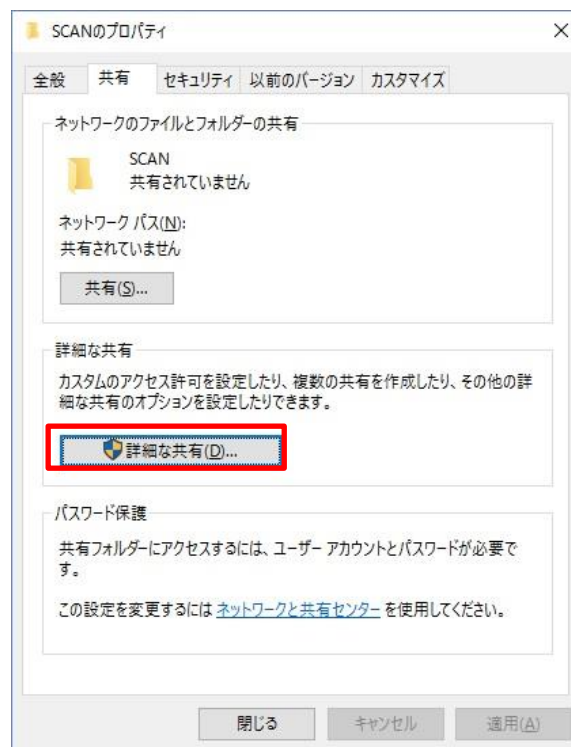 SCANのプロパティ
全般 共有 セキュリティ 以前のバージョン カスタマイズ
ネットワークのファイルとフォルダーの共有
SCAN
共有されていません
ネットワーク パス(N):
共有されていません
共有(S)...
詳細な共有
カスタムのアクセス許可を設定したり、複数の共有を作成したり、その他の詳
細な共有のオプションを設定したりできます。
詳細な共有(D)...
パスワード保護
共有フォルダーにアクセスするには、ユーザー アカウントとパスワードが必要で
す。
この設定を変更するには ネットワークと共有センター を使用してください。
閉じる キャンセル 適用(A)